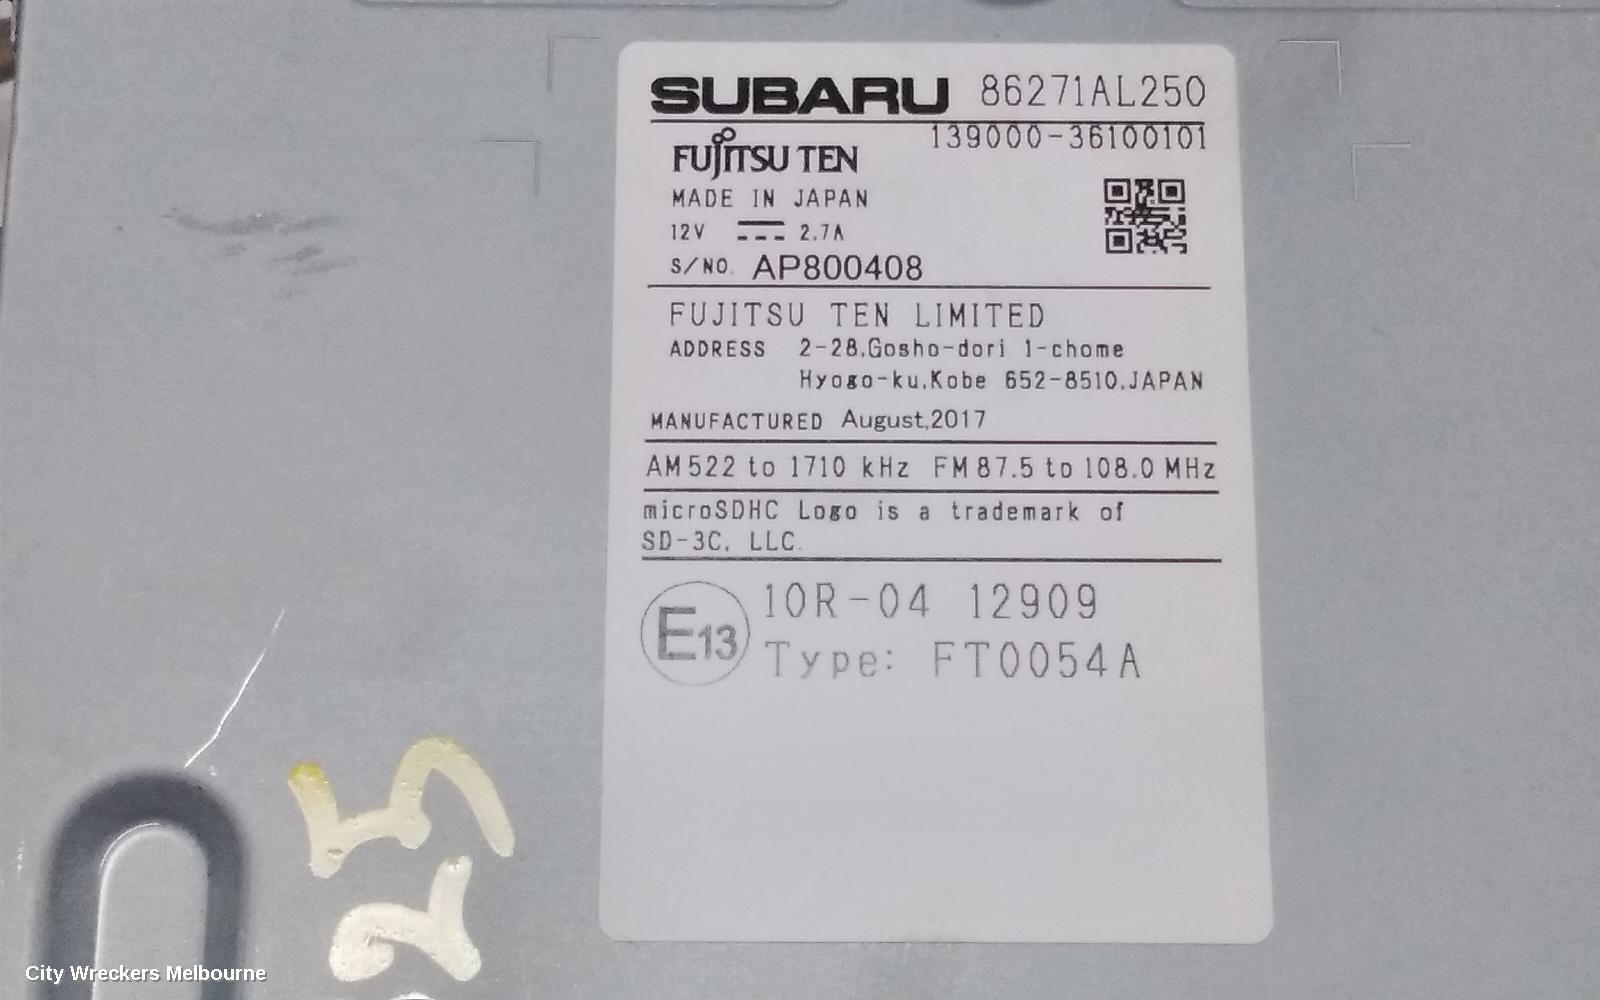 SUBARU 86271AL250
139000-36100101
FUJITSU TEN
MADE IN JAPAN
12V 2.7A
S/NO. AP800408
FUJITSU TEN LIMITED
ADDRESS 2-28,Gosho-dori 1-chome
Hyogo-ku,Kobe 652-8510,JAPAN
MANUFACTURED August,2017
AM 522 to 1710 kHz FM 87.5 to 108.0 MHz
microSDHC Logo is a trademark of
SD-3C, LLC.
E13 10R-04 12909
Type: FT0054A
City Wreckers Melbourne